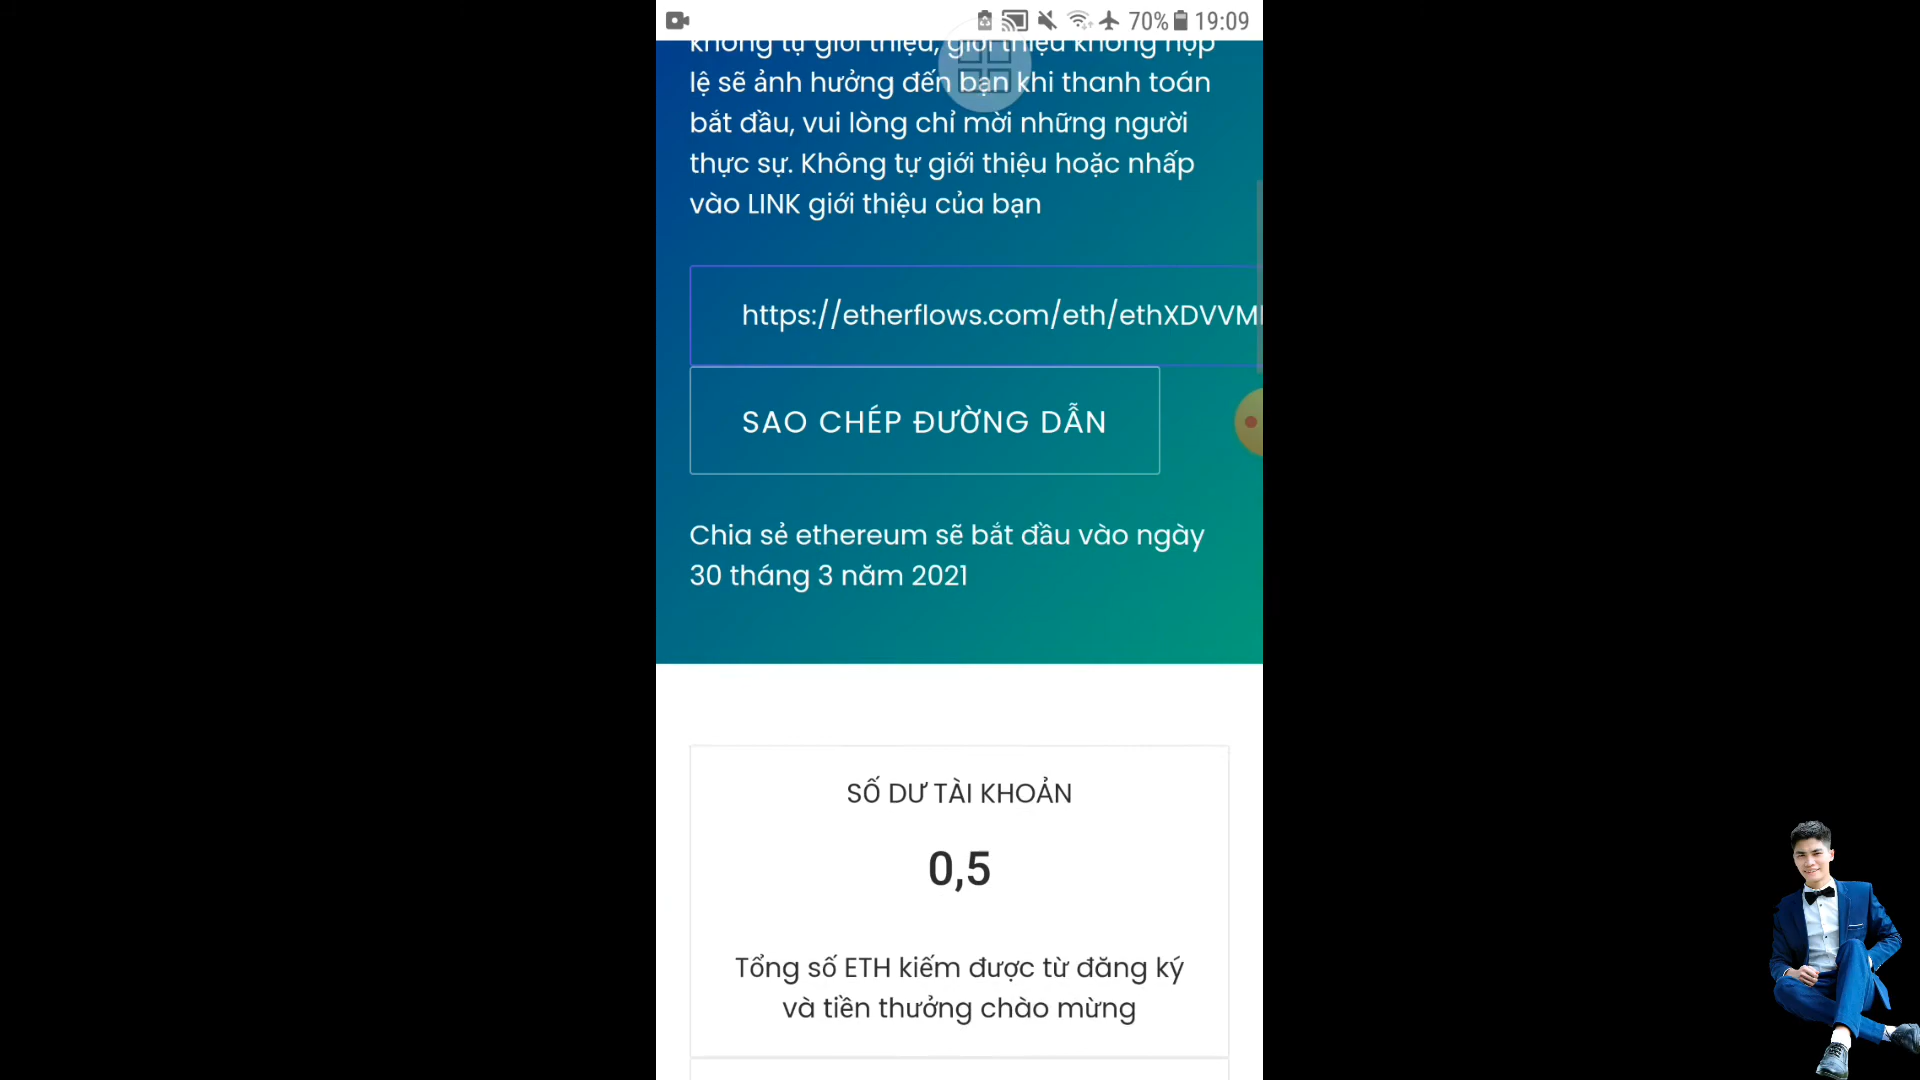 70% 19:09
không tự giới thiệu, giới thiệu không hợp
lệ sẽ ảnh hưởng đến bạn khi thanh toán
bắt đầu, vui lòng chỉ mời những người
thực sự. Không tự giới thiệu hoặc nhấp
vào LINK giới thiệu của bạn
https://etherflows.com/eth/ethXDVVM
SAO CHÉP ĐƯỜNG DẪN
Chia sẻ ethereum sẽ bắt đầu vào ngày
30 tháng 3 năm 2021
SỐ DƯ TÀI KHOẢN
0,5
Tổng số ETH kiếm được từ đăng ký
và tiền thưởng chào mừng